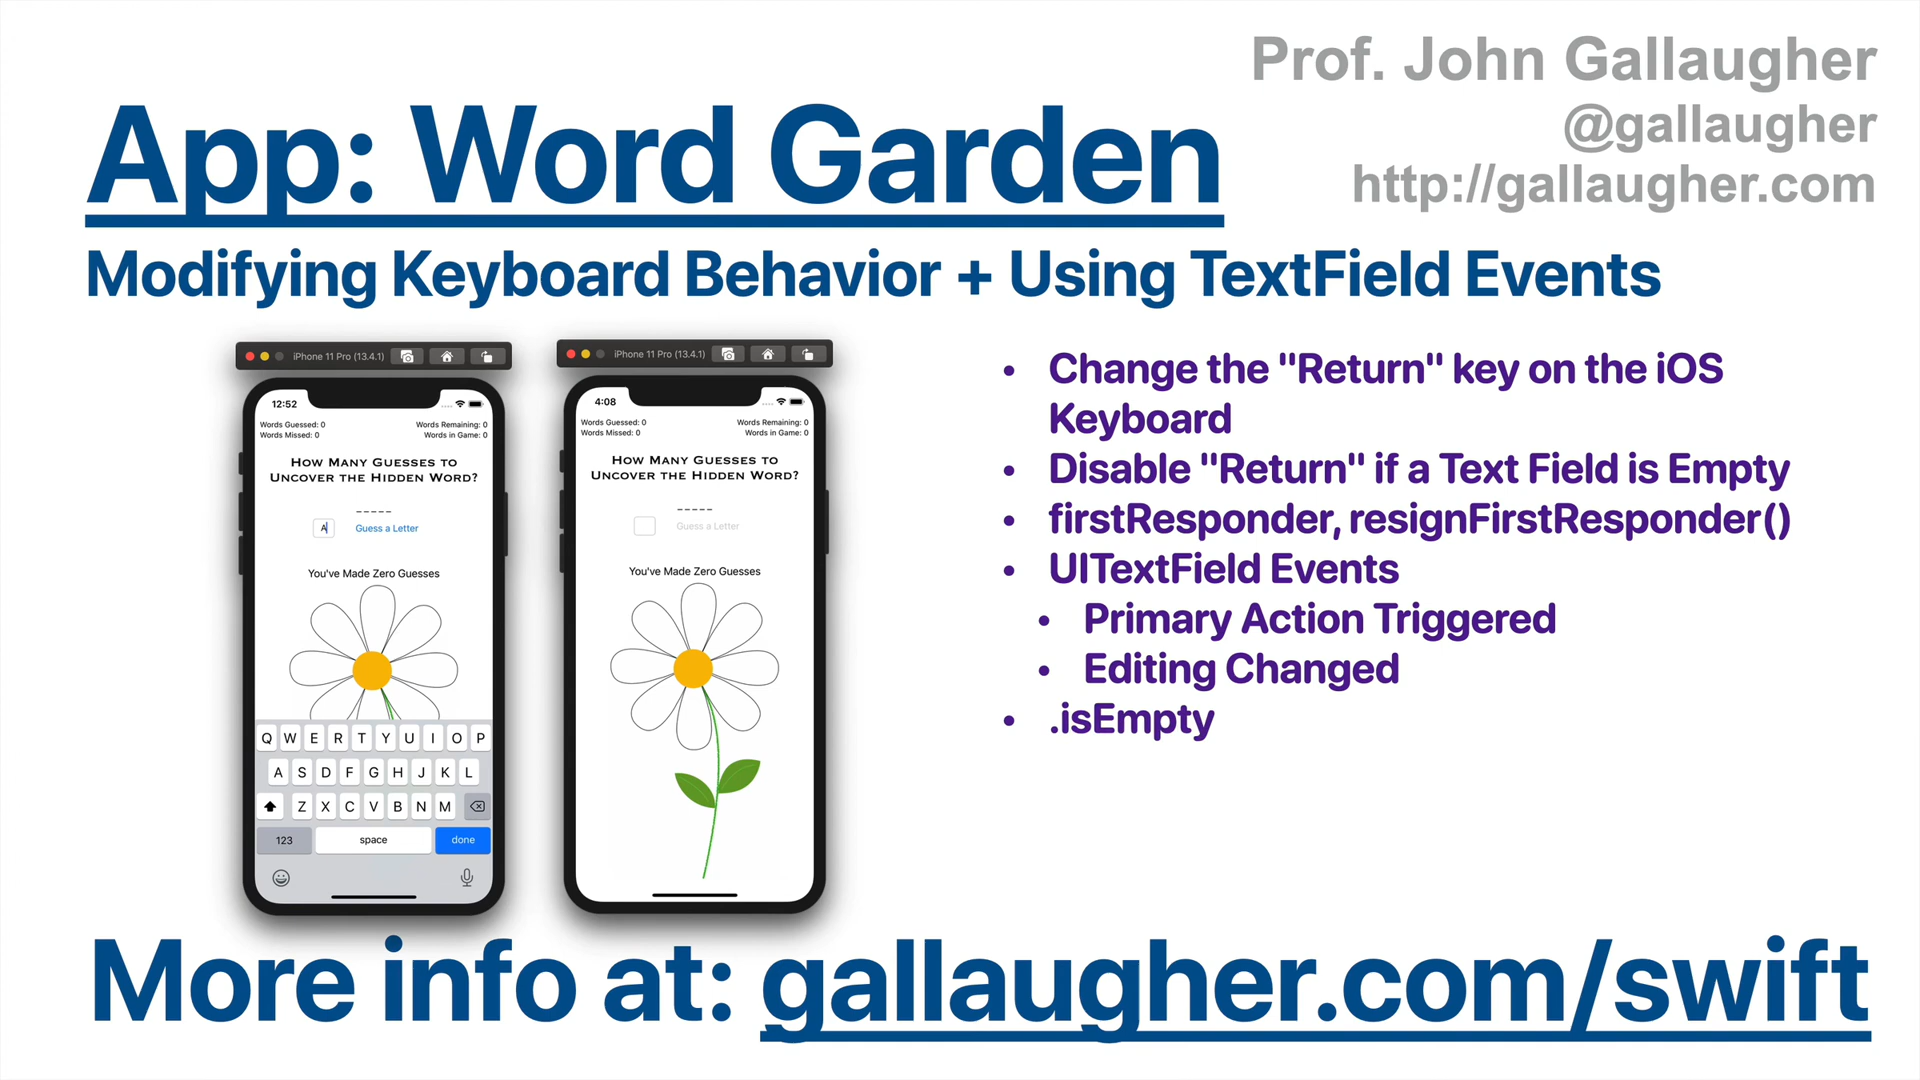 Prof. John Gallaugher
@gallaugher
http://gallaugher.com
App: Word Garden
Modifying Keyboard Behavior + Using TextField Events
iPhone 11 Pro (13.4.1)
12:52
Words Guessed: 0
Words Remaining: 0
Words Missed: 0
Words in Game: 0
How Many Guesses to
Uncover the Hidden Word?
_ _ _ _ _
A
Guess a Letter
You've Made Zero Guesses
Q W E R T Y U I O P
A S D F G H J K L
Z X C V B N M
123
space
done
iPhone 11 Pro (13.4.1)
4:08
Words Guessed: 0
Words Remaining: 0
Words Missed: 0
Words in Game: 0
How Many Guesses to
Uncover the Hidden Word?
_ _ _ _ _
Guess a Letter
You've Made Zero Guesses
• Change the "Return" key on the iOS
Keyboard
• Disable "Return" if a Text Field is Empty
• firstResponder, resignFirstResponder()
• UITextField Events
• Primary Action Triggered
• Editing Changed
• .isEmpty
More info at: gallaugher.com/swift